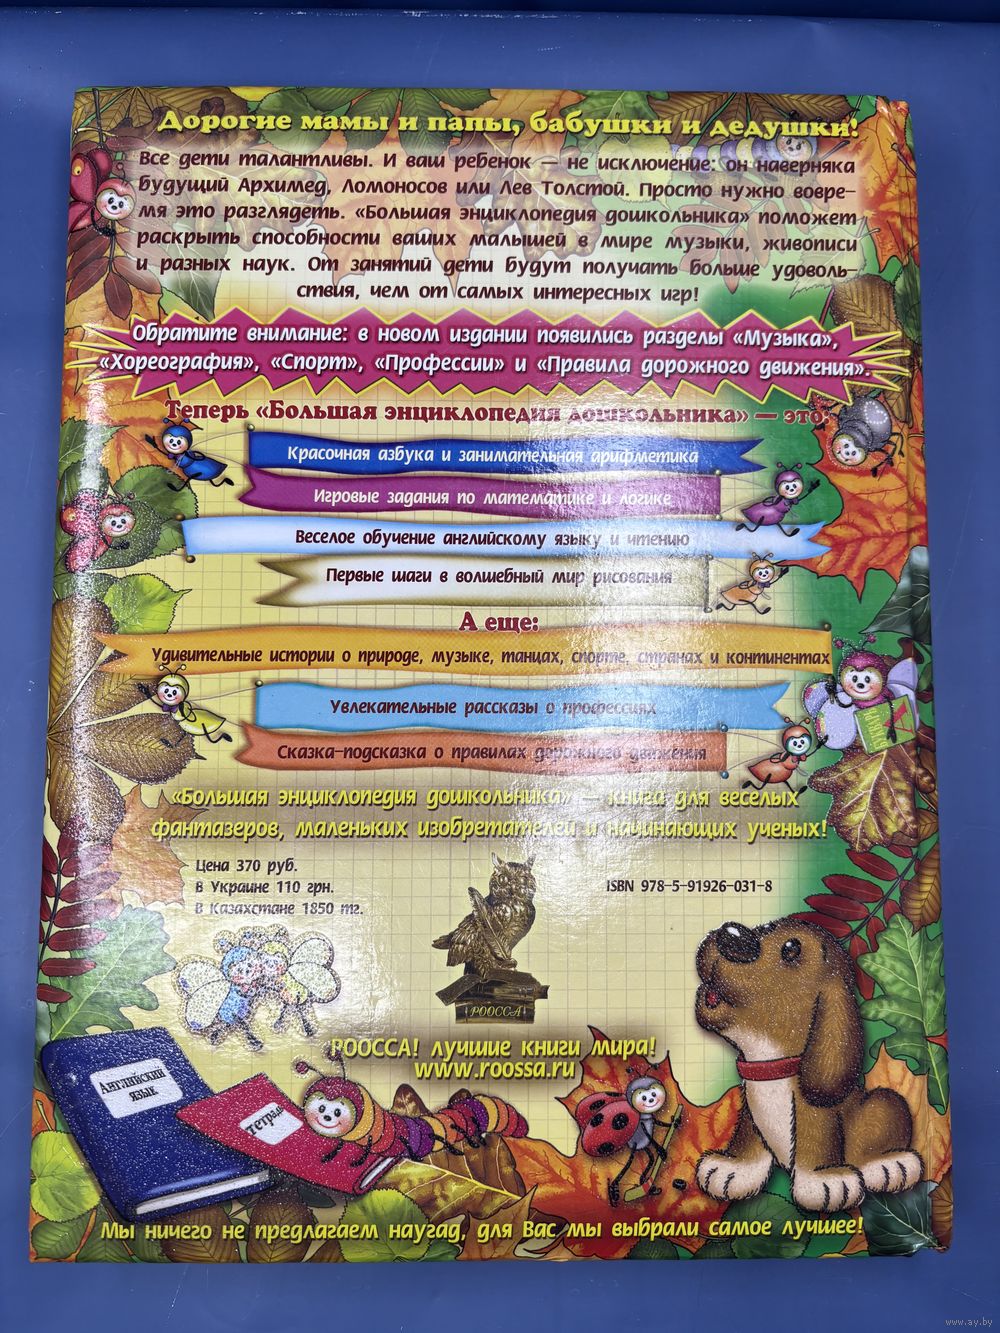 Дорогие мамы и папы, бабушки и дедушки!
Все дети талантливы. И ваш ребенок — не исключение: он наверняка
будущий Архимед, Ломоносов или Лев Толстой. Просто нужно вовре-
мя это разглядеть. «Большая энциклопедия дошкольника» поможет
раскрыть способности ваших малышей в мире музыки, живописи
и разных наук. От занятий дети будут получать больше удоволь-
ствия, чем от самых интересных игр!
Обратите внимание: в новом издании появились разделы «Музыка»,
«Хореография», «Спорт», «Профессии» и «Правила дорожного движения».
Теперь «Большая энциклопедия дошкольника» — это:
Красочная азбука и занимательная арифметика
Игровые задания по математике и логике
Веселое обучение английскому языку и чтению
Первые шаги в волшебный мир рисования
А еще:
Удивительные истории о природе, музыке, танцах, спорте, странах и континентах
Увлекательные рассказы о профессиях
Сказка-подсказка о правилах дорожного движения
«Большая энциклопедия дошкольника» — книга для веселых
фантазеров, маленьких изобретателей и начинающих ученых!
Цена 370 руб.
В Украине 110 грн.
В Казахстане 1850 тг.
ISBN 978-5-91926-031-8
РООССА
РООССА! лучшие книги мира!
www.roossa.ru
Английский
язык
тетрадь
Мы ничего не предлагаем наугад, для Вас мы выбрали самое лучшее!
www.ay.by